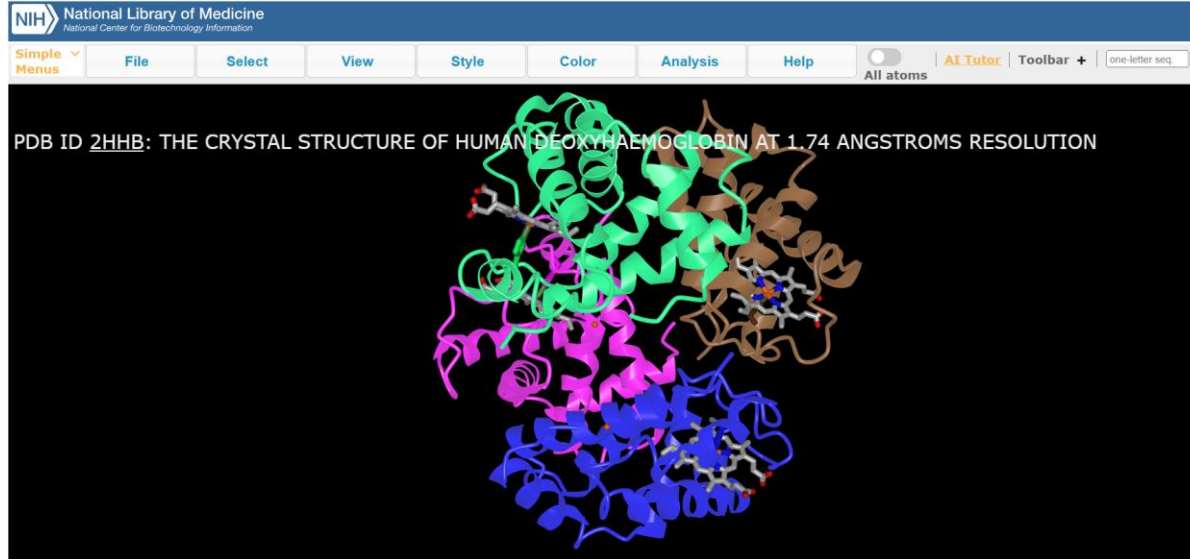 NIH National Library of Medicine
National Center for Biotechnology Information
Simple Menus
File
Select
View
Style
Color
Analysis
Help
All atoms
AI Tutor
Toolbar +
one-letter seq.
PDB ID 2HHB: THE CRYSTAL STRUCTURE OF HUMAN DEOXYHAEMOGLOBIN AT 1.74 ANGSTROMS RESOLUTION